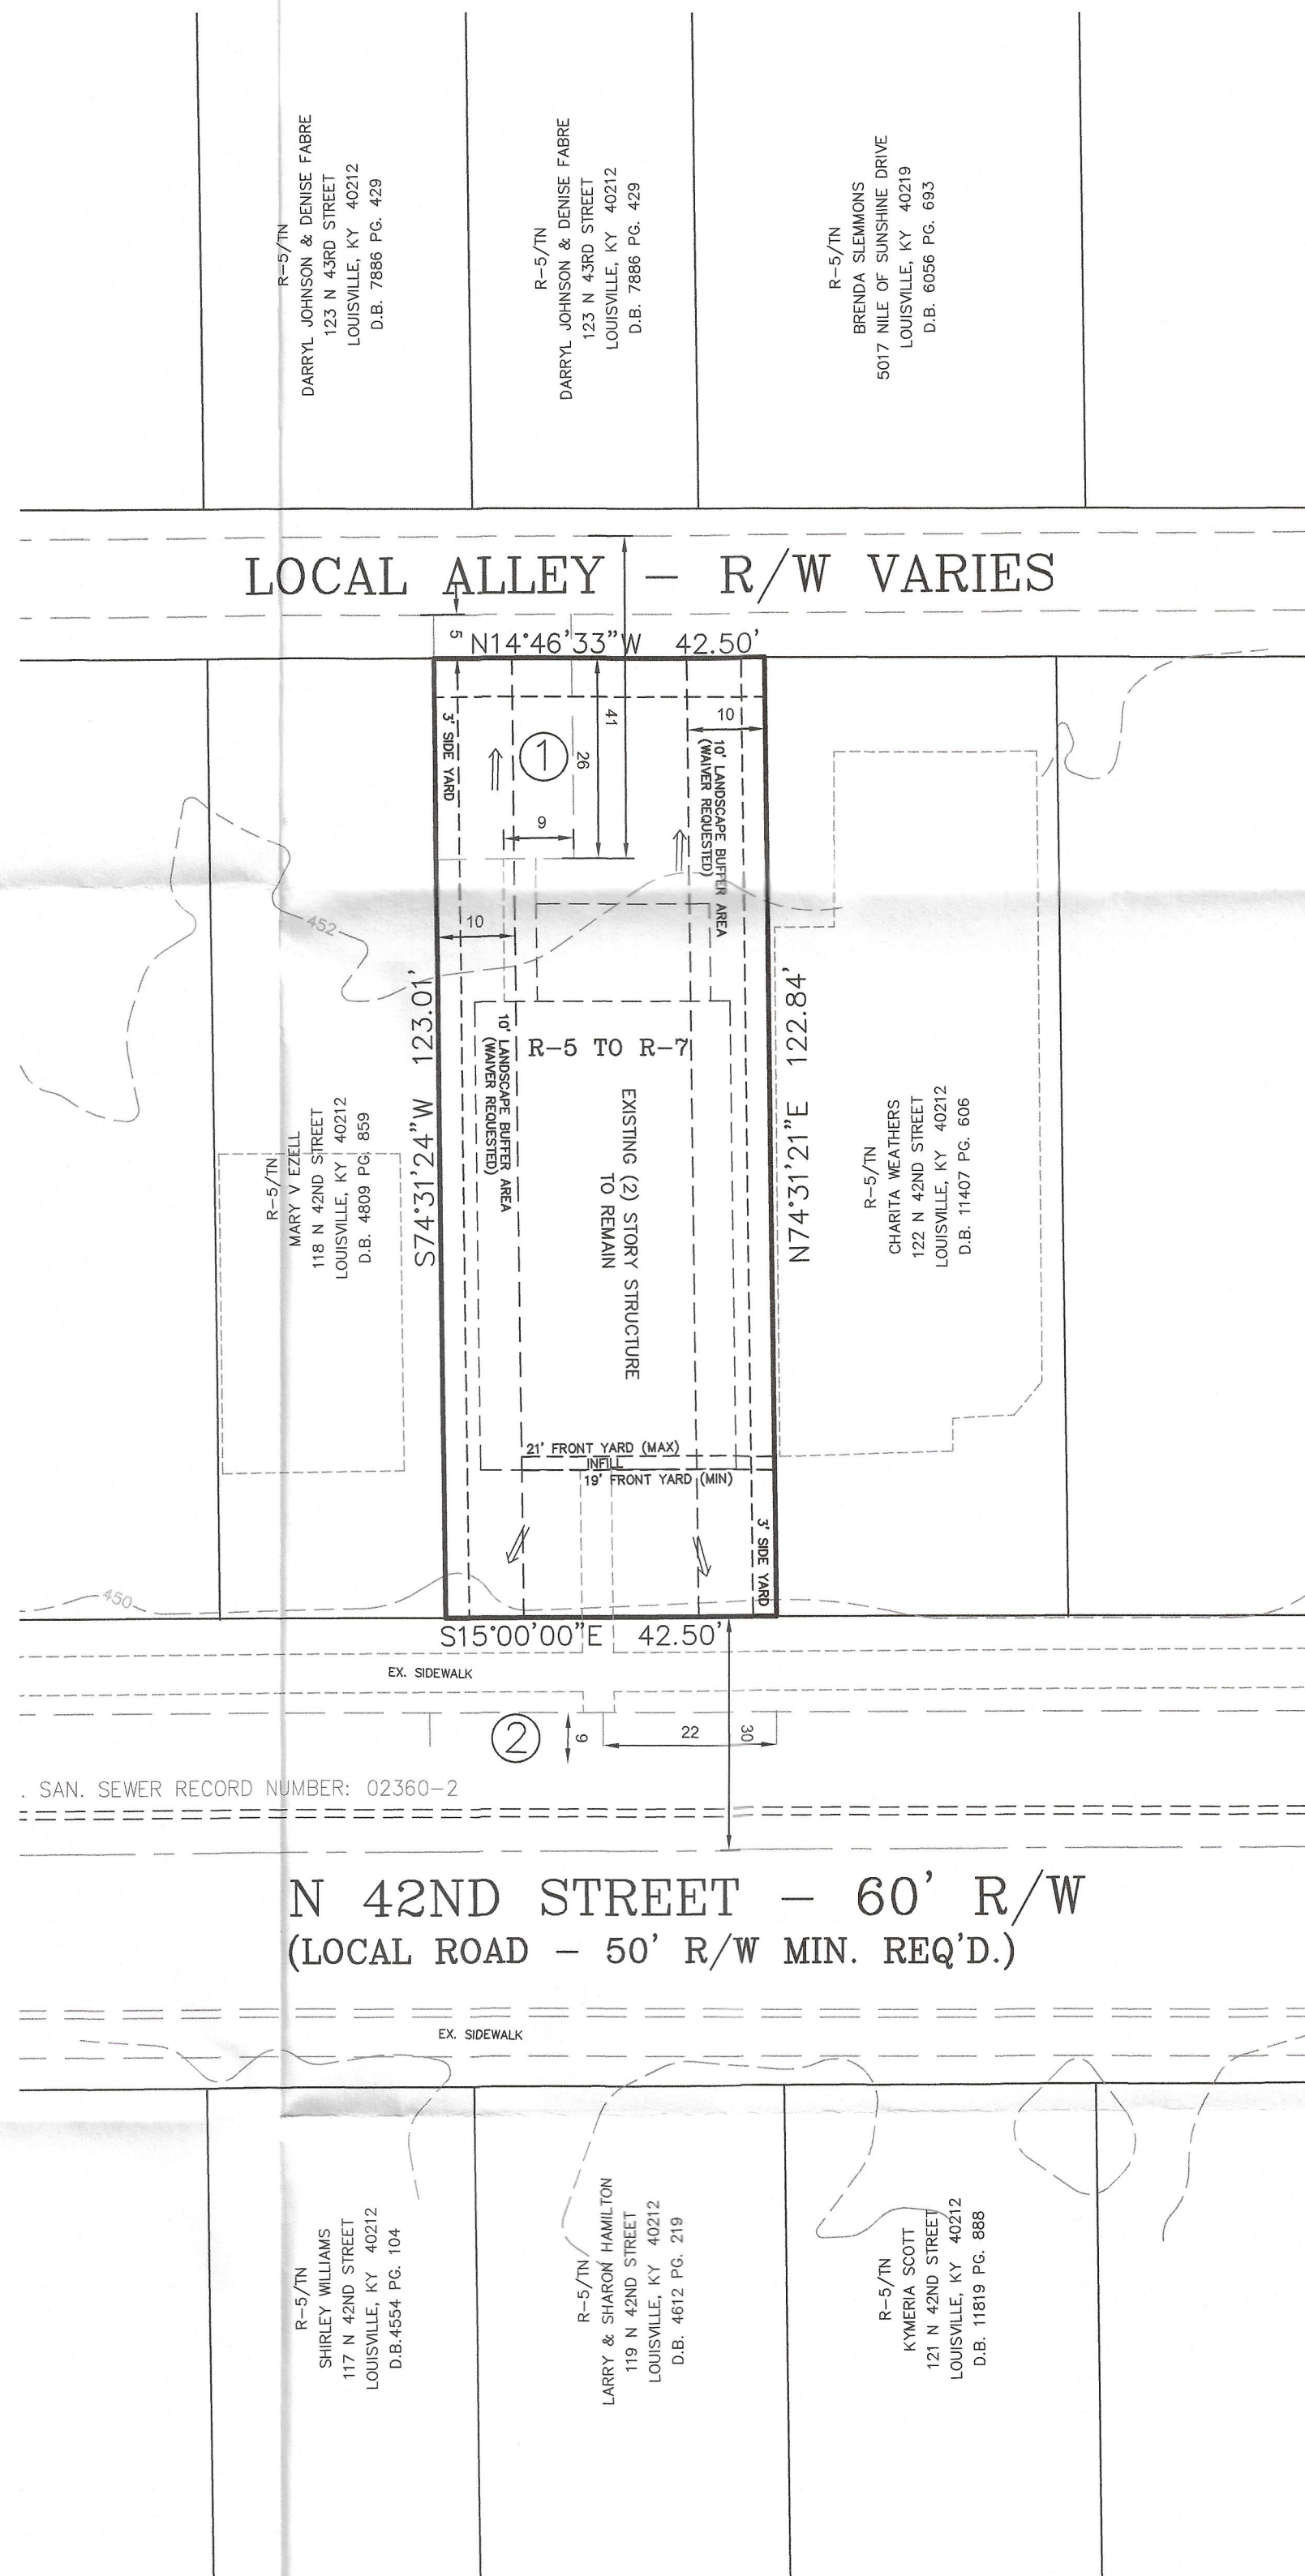 R-5/TN
DARRYL JOHNSON & DENISE FABRE
123 N 43RD STREET
LOUISVILLE, KY 40212
D.B. 7886 PG. 429
R-5/TN
DARRYL JOHNSON & DENISE FABRE
123 N 43RD STREET
LOUISVILLE, KY 40212
D.B. 7886 PG. 429
R-5/TN
BRENDA SLEMMONS
5017 NILE OF SUNSHINE DRIVE
LOUISVILLE, KY 40219
D.B. 6056 PG. 693
LOCAL ALLEY - R/W VARIES
5
N14°46'33"W 42.50'
3' SIDE YARD
1
26
41
10
10' LANDSCAPE BUFFER AREA
(WAIVER REQUESTED)
9
10
452
S74°31'24"W 123.01'
N74°31'21"E 122.84'
R-5 TO R-7
10' LANDSCAPE BUFFER AREA
(WAIVER REQUESTED)
EXISTING (2) STORY STRUCTURE
TO REMAIN
R-5/TN
MARY V EZELL
118 N 42ND STREET
LOUISVILLE, KY 40212
D.B. 4809 PG. 859
R-5/TN
CHARITA WEATHERS
122 N 42ND STREET
LOUISVILLE, KY 40212
D.B. 11407 PG. 606
21' FRONT YARD (MAX)
INFILL
19' FRONT YARD (MIN)
3' SIDE YARD
450
S15°00'00"E 42.50'
EX. SIDEWALK
2
9
22
30
. SAN. SEWER RECORD NUMBER: 02360-2
N 42ND STREET - 60' R/W
(LOCAL ROAD - 50' R/W MIN. REQ'D.)
EX. SIDEWALK
R-5/TN
SHIRLEY WILLIAMS
117 N 42ND STREET
LOUISVILLE, KY 40212
D.B.4554 PG. 104
R-5/TN
LARRY & SHARON HAMILTON
119 N 42ND STREET
LOUISVILLE, KY 40212
D.B. 4612 PG. 219
R-5/TN
KYMERIA SCOTT
121 N 42ND STREET
LOUISVILLE, KY 40212
D.B. 11819 PG. 888